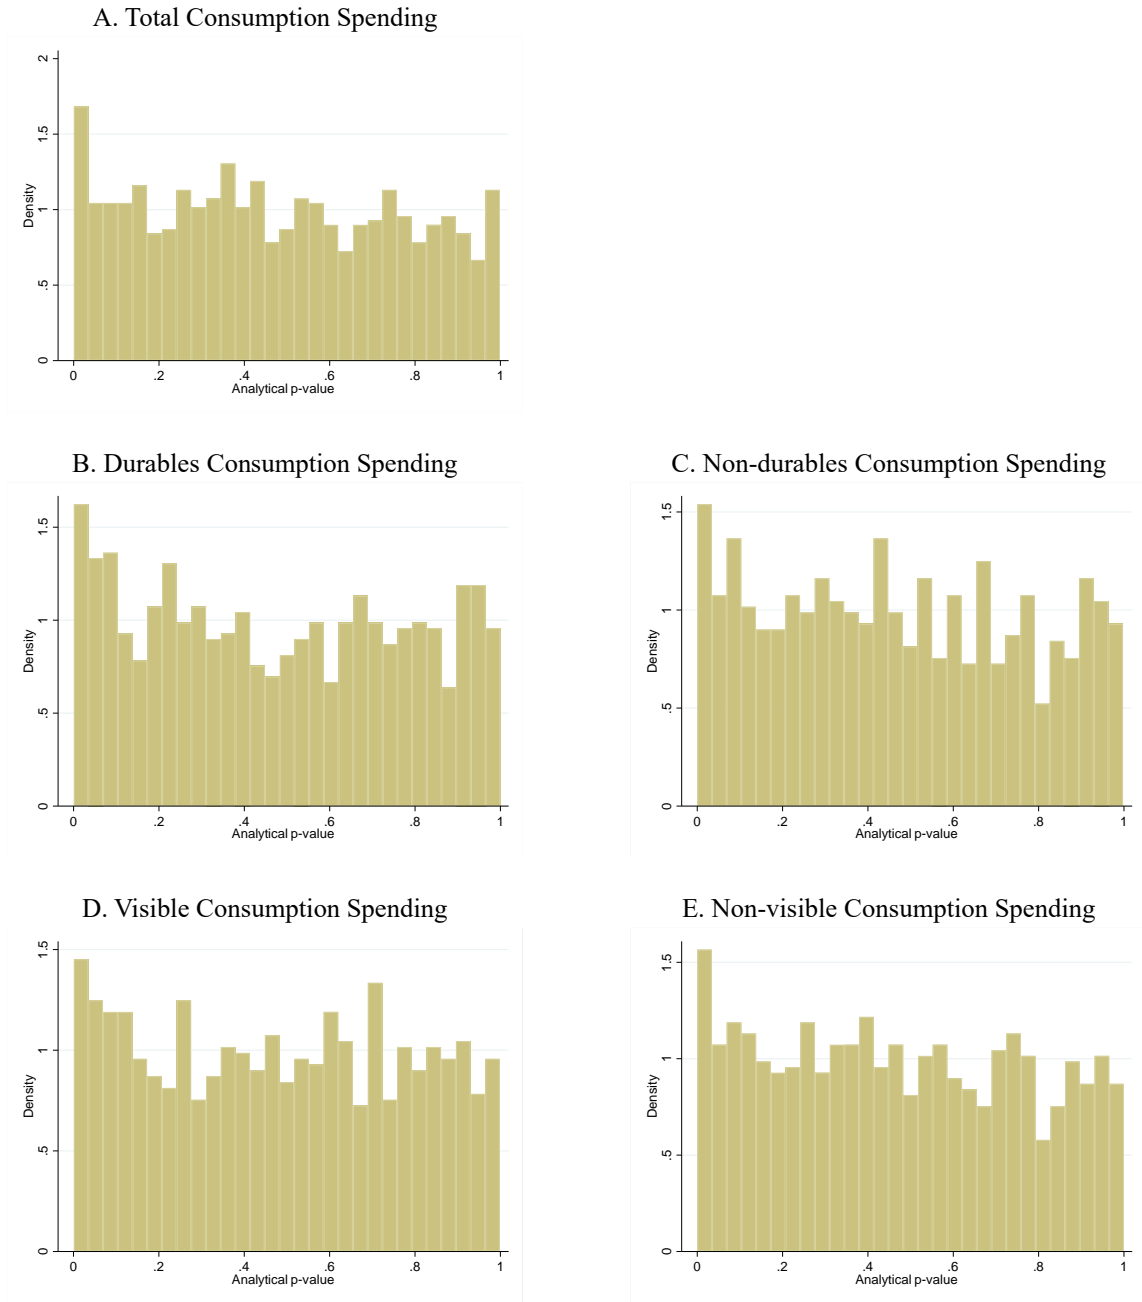 A. Total Consumption Spending
2
1.5
1
.5
0
Density
0 .2 .4 .6 .8 1
Analytical p-value
B. Durables Consumption Spending
1.5
1
.5
0
Density
0 .2 .4 .6 .8 1
Analytical p-value
C. Non-durables Consumption Spending
1.5
1
.5
0
Density
0 .2 .4 .6 .8 1
Analytical p-value
D. Visible Consumption Spending
1.5
1
.5
0
Density
0 .2 .4 .6 .8 1
Analytical p-value
E. Non-visible Consumption Spending
1.5
1
.5
0
Density
0 .2 .4 .6 .8 1
Analytical p-value